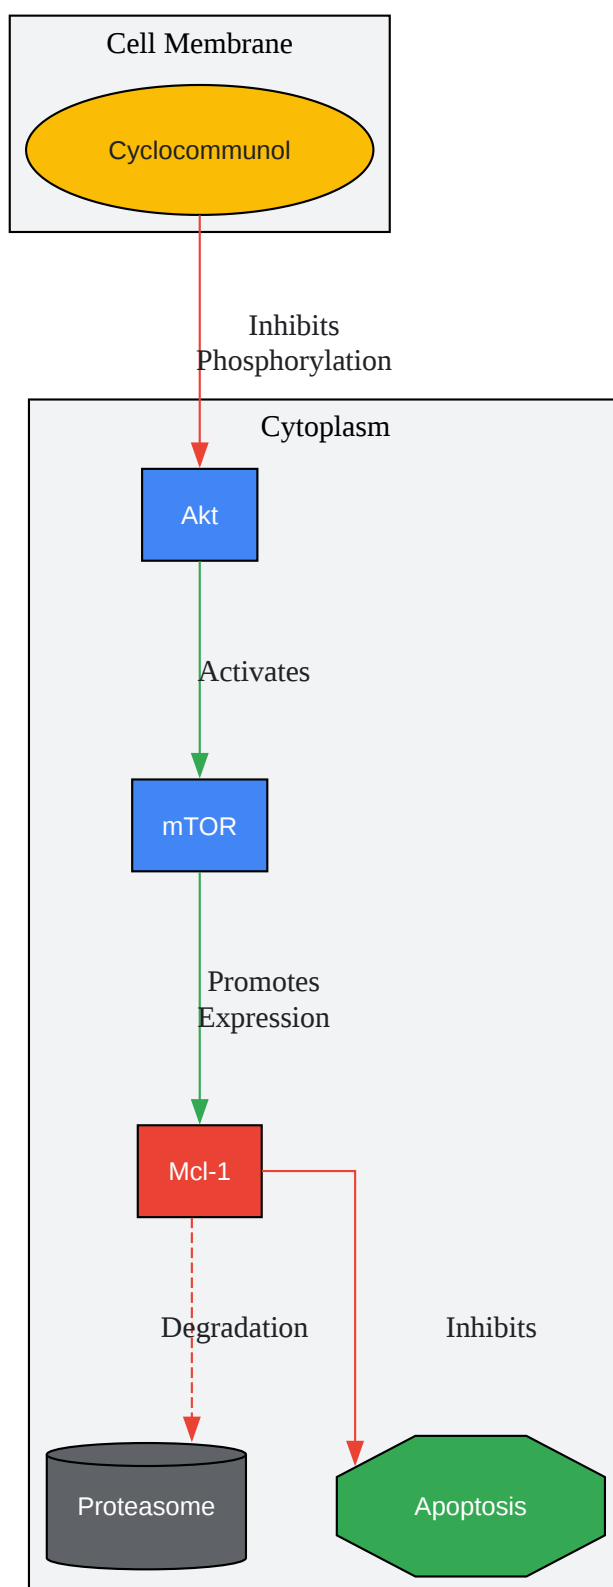 Cell Membrane
Cyclocommunol
Inhibits
Phosphorylation
Cytoplasm
Akt
Activates
mTOR
Promotes
Expression
Mcl-1
Degradation
Inhibits
Proteasome
Apoptosis